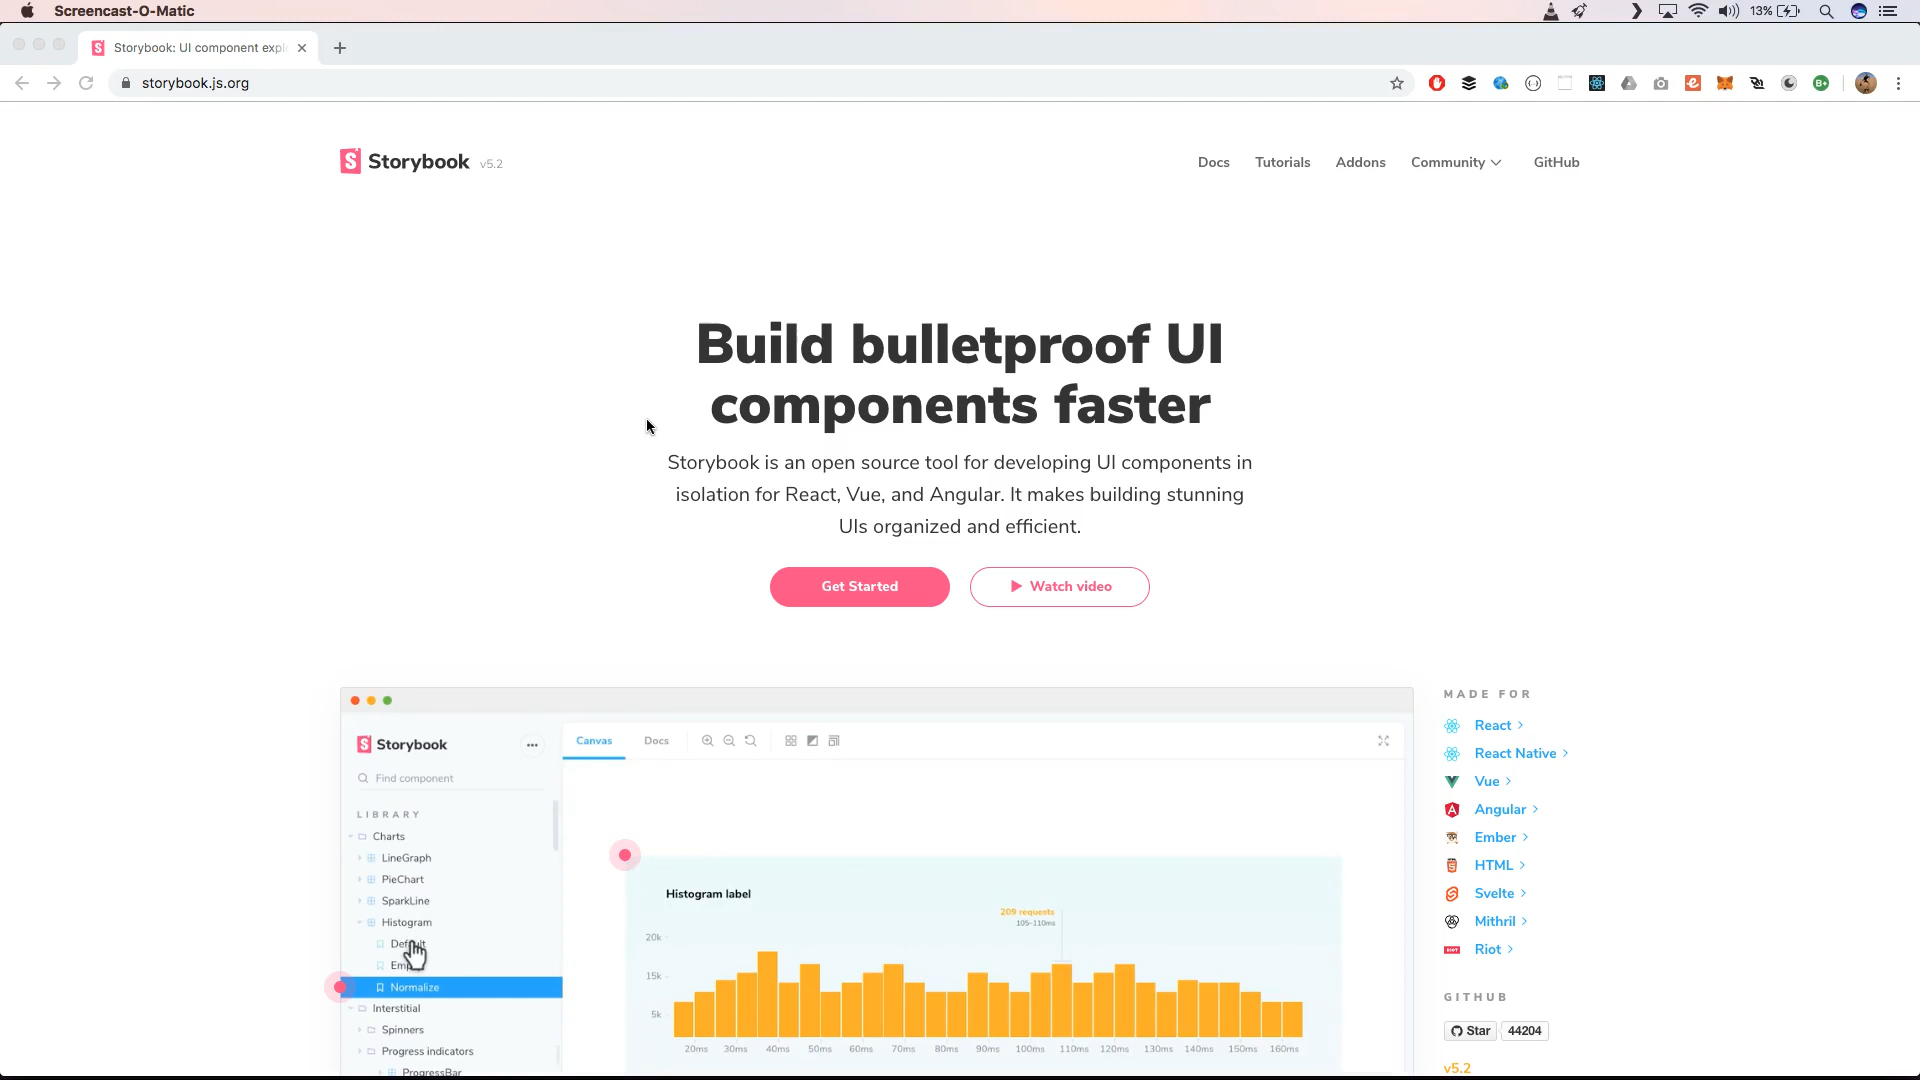 Screencast-O-Matic
13%
Storybook: UI component expl
storybook.js.org
Storybook v5.2
Docs Tutorials Addons Community GitHub
Build bulletproof UI
components faster
Storybook is an open source tool for developing UI components in
isolation for React, Vue, and Angular. It makes building stunning
UIs organized and efficient.
Get Started
Watch video
Storybook
Find component
LIBRARY
Charts
LineGraph
PieChart
SparkLine
Histogram
Normalize
Interstitial
Spinners
Progress indicators
ProgressBar
Canvas Docs
Histogram label
209 requests
105-110ms
20k
15k
5k
20ms 30ms 40ms 50ms 60ms 70ms 80ms 90ms 100ms 110ms 120ms 130ms 140ms 150ms 160ms
MADE FOR
React
React Native
Vue
Angular
Ember
HTML
Svelte
Mithril
Riot
GITHUB
Star 44204
v5.2